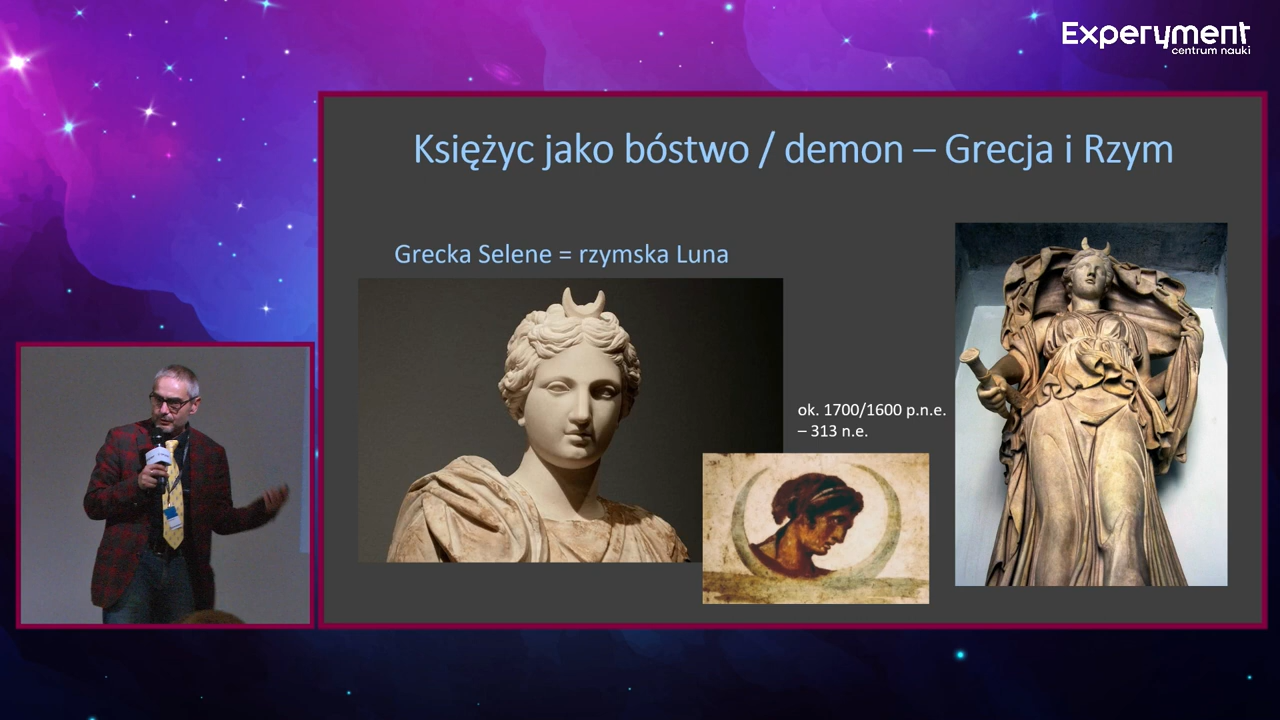 Experyment
centrum nauki
Księżyc jako bóstwo / demon – Grecja i Rzym
Grecka Selene = rzymska Luna
ok. 1700/1600 p.n.e.
– 313 n.e.